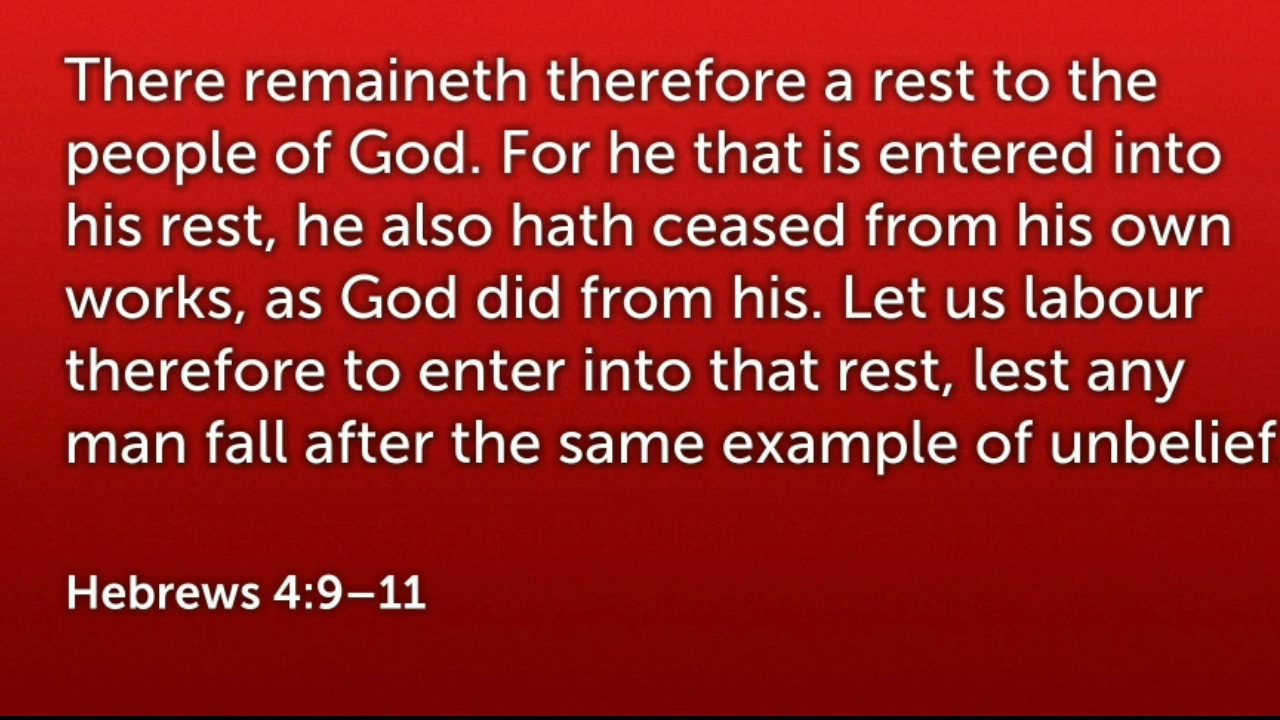 There remaineth therefore a rest to the
people of God. For he that is entered into
his rest, he also hath ceased from his own
works, as God did from his. Let us labour
therefore to enter into that rest, lest any
man fall after the same example of unbelief
Hebrews 4:9–11